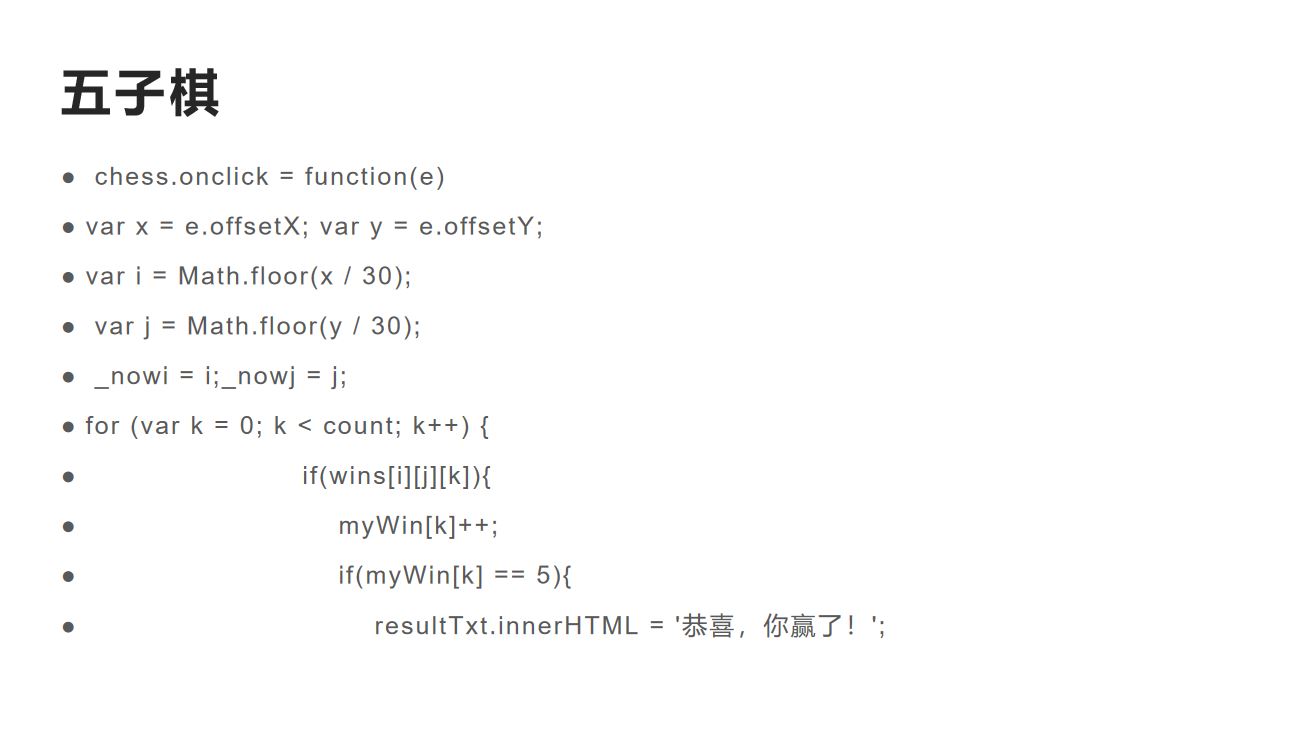 五子棋
● chess.onclick = function(e)
● var x = e.offsetX; var y = e.offsetY;
● var i = Math.floor(x / 30);
● var j = Math.floor(y / 30);
● _nowi = i;_nowj = j;
● for (var k = 0; k < count; k++) {
● if(wins[i][j][k]){
● myWin[k]++;
● if(myWin[k] == 5){
● resultTxt.innerHTML = '恭喜，你赢了！';